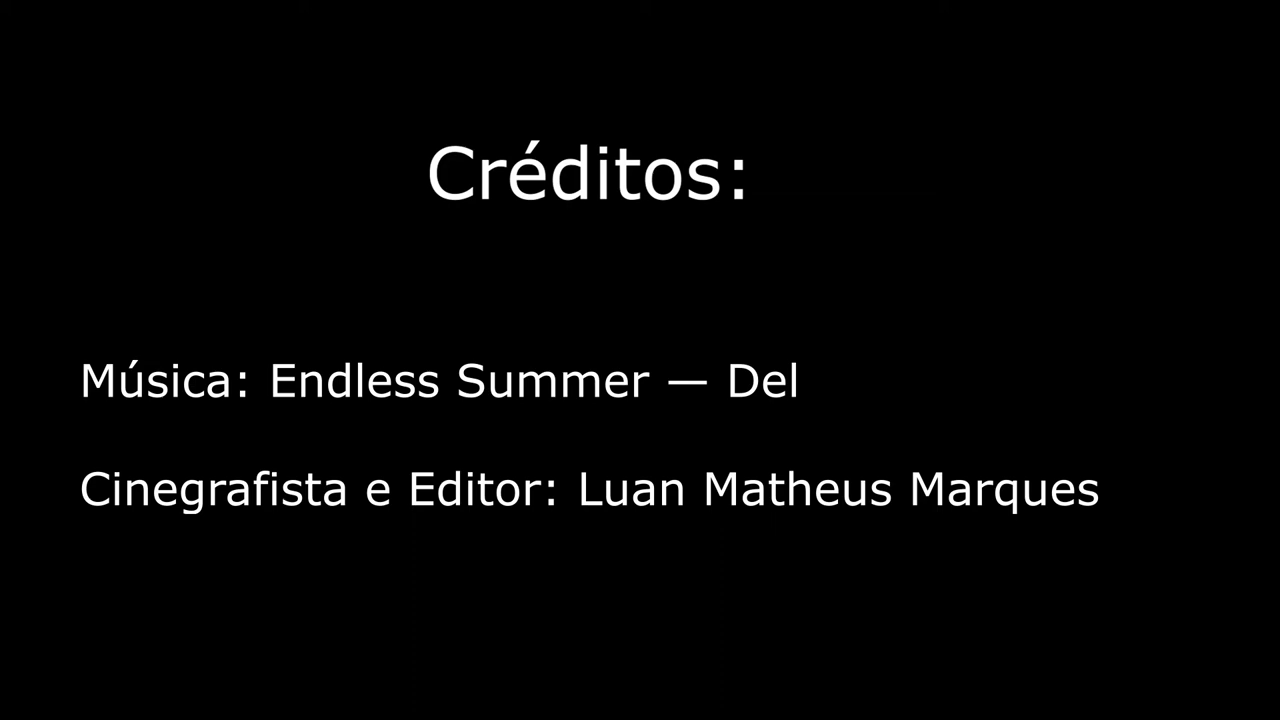 Créditos:
Música: Endless Summer — Del
Cinegrafista e Editor: Luan Matheus Marques